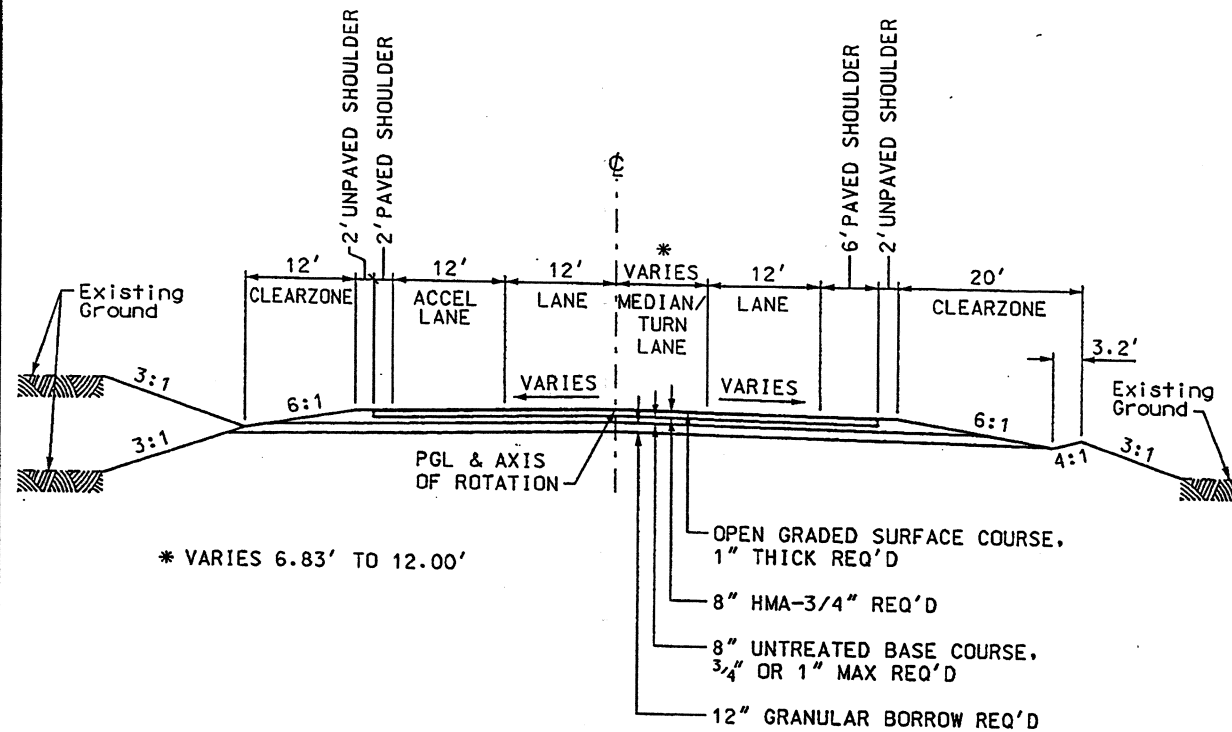 2' UNPAVED SHOULDER
2' PAVED SHOULDER
6' PAVED SHOULDER
2' UNPAVED SHOULDER
℄
*
12'
12'
12'
VARIES
12'
20'
CLEARZONE
ACCEL
LANE
LANE
MEDIAN/
TURN
LANE
LANE
CLEARZONE
3.2'
Existing
Ground
Existing
Ground
3:1
3:1
6:1
VARIES
VARIES
6:1
4:1
3:1
PGL & AXIS
OF ROTATION
* VARIES 6.83' TO 12.00'
OPEN GRADED SURFACE COURSE,
1" THICK REQ'D
8" HMA-3/4" REQ'D
8" UNTREATED BASE COURSE,
3/4" OR 1" MAX REQ'D
12" GRANULAR BORROW REQ'D